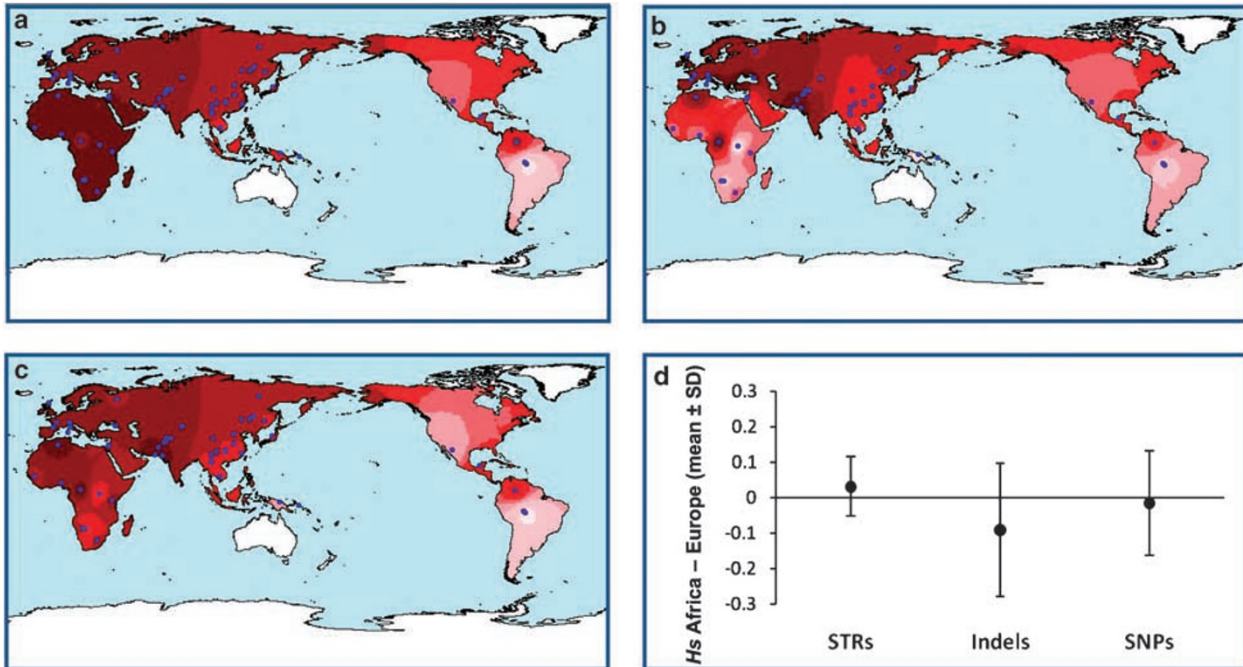 a
b
c
d
Hs Africa – Europe (mean ± SD)
0.3
0.2
0.1
0
-0.1
-0.2
-0.3
STRs Indels SNPs